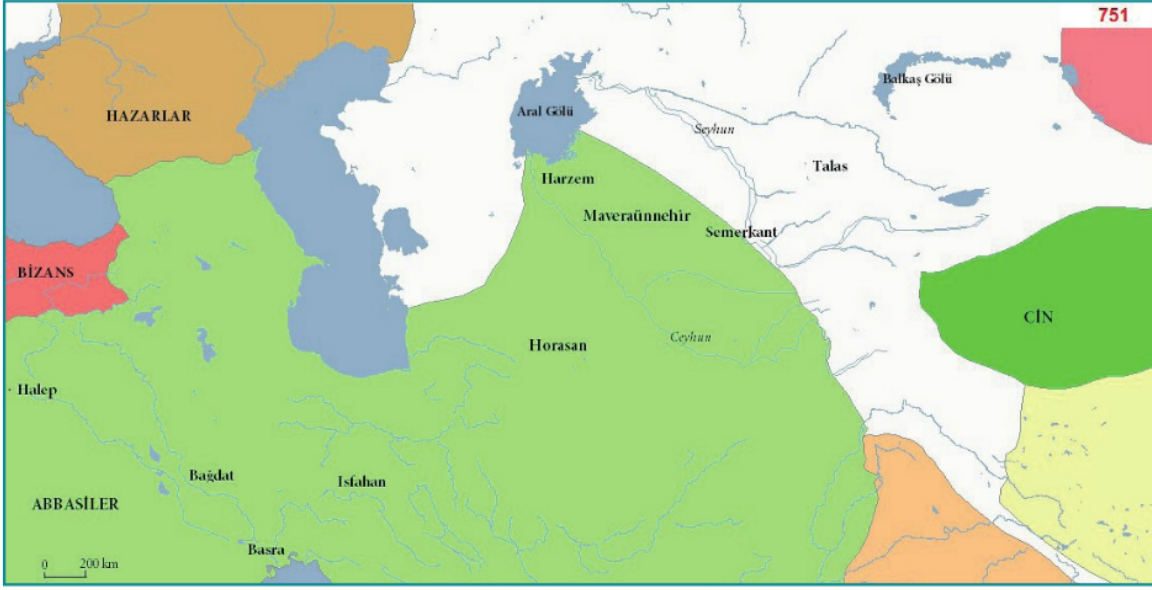 751
Balkaş Gölü
Aral Gölü
HAZARLAR
Seyhun
Talas
Harzem
Maveraünnehir
Semerkant
BİZANS
ÇİN
Horasan
Ceyhun
Halep
Bağdat
Isfahan
ABBASİLER
Basra
0 200 km